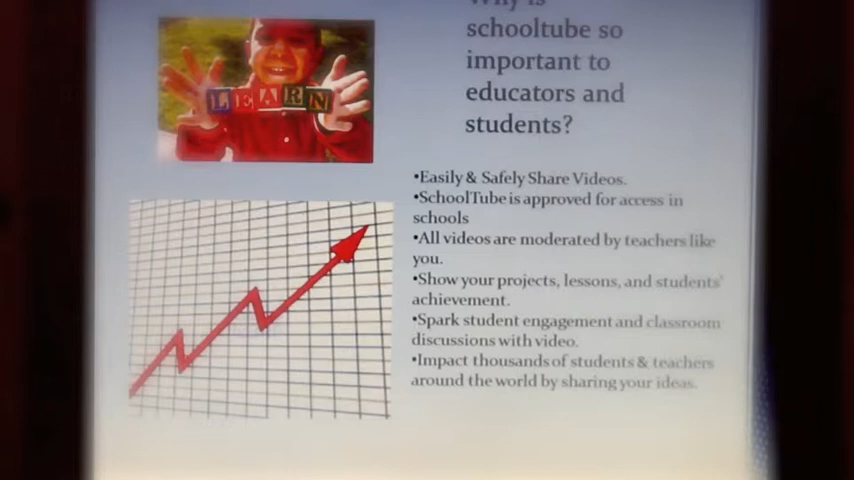 Why is
schooltube so
important to
educators and
students?
LEARN
•Easily & Safely Share Videos.
•SchoolTube is approved for access in
schools
•All videos are moderated by teachers like
you.
•Show your projects, lessons, and students'
achievement.
•Spark student engagement and classroom
discussions with video.
•Impact thousands of students & teachers
around the world by sharing your ideas.